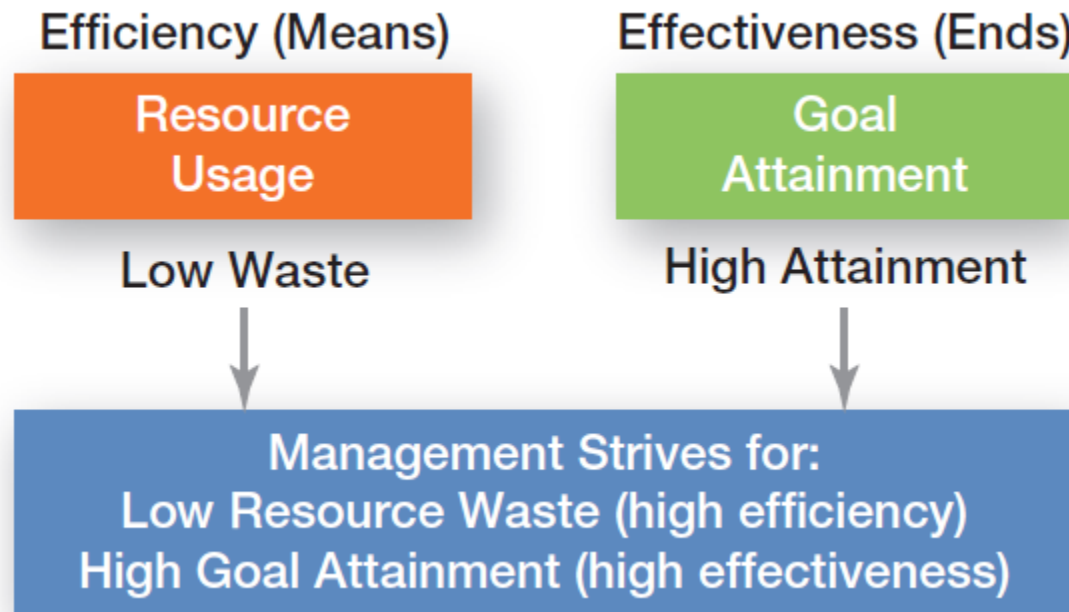 Efficiency (Means)
Resource
Usage
Low Waste
Effectiveness (Ends)
Goal
Attainment
High Attainment
Management Strives for:
Low Resource Waste (high efficiency)
High Goal Attainment (high effectiveness)